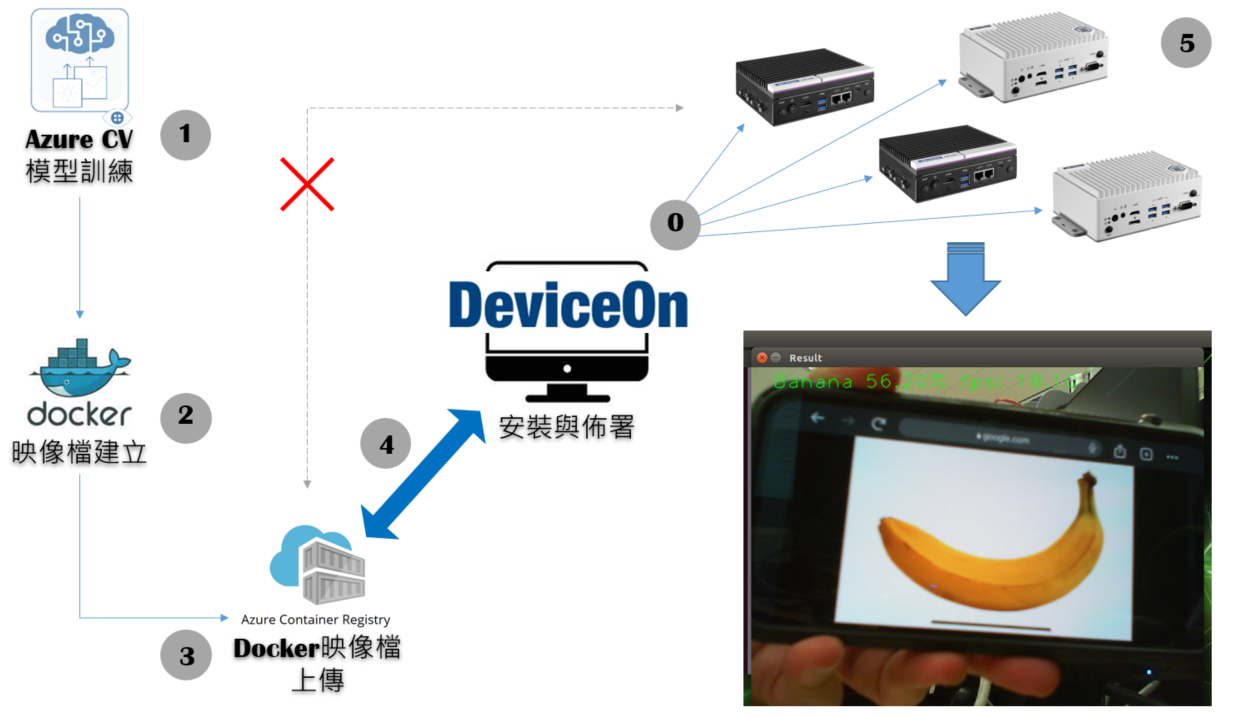 Azure CV
模型訓練
1
docker
映像檔建立
2
Azure Container Registry
Docker映像檔
上傳
3
4
DeviceOn
安裝與佈署
0
5
Result
Banana 56.20% fps:
google.com